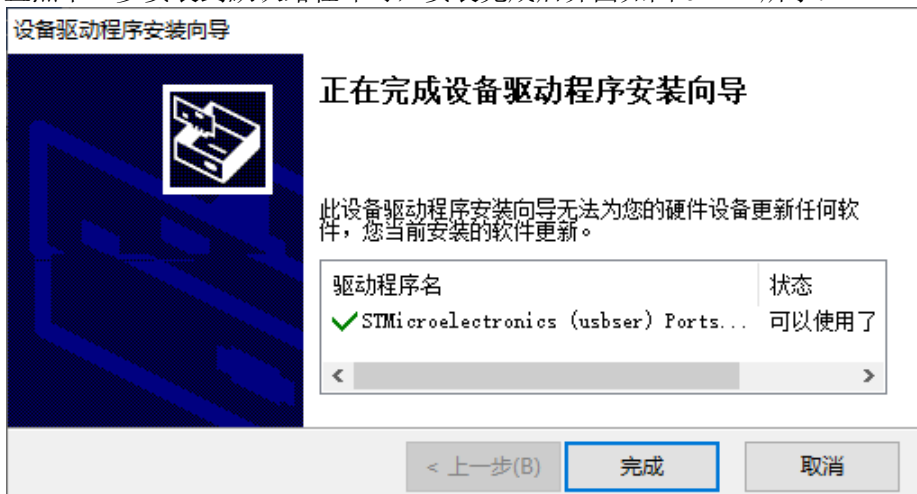 设备驱动程序安装向导
正在完成设备驱动程序安装向导
此设备驱动程序安装向导无法为您的硬件设备更新任何软
件，您当前安装的软件更新。
驱动程序名 状态
STMicroelectronics (usbser) Ports... 可以使用了
< 上一步(B) 完成 取消